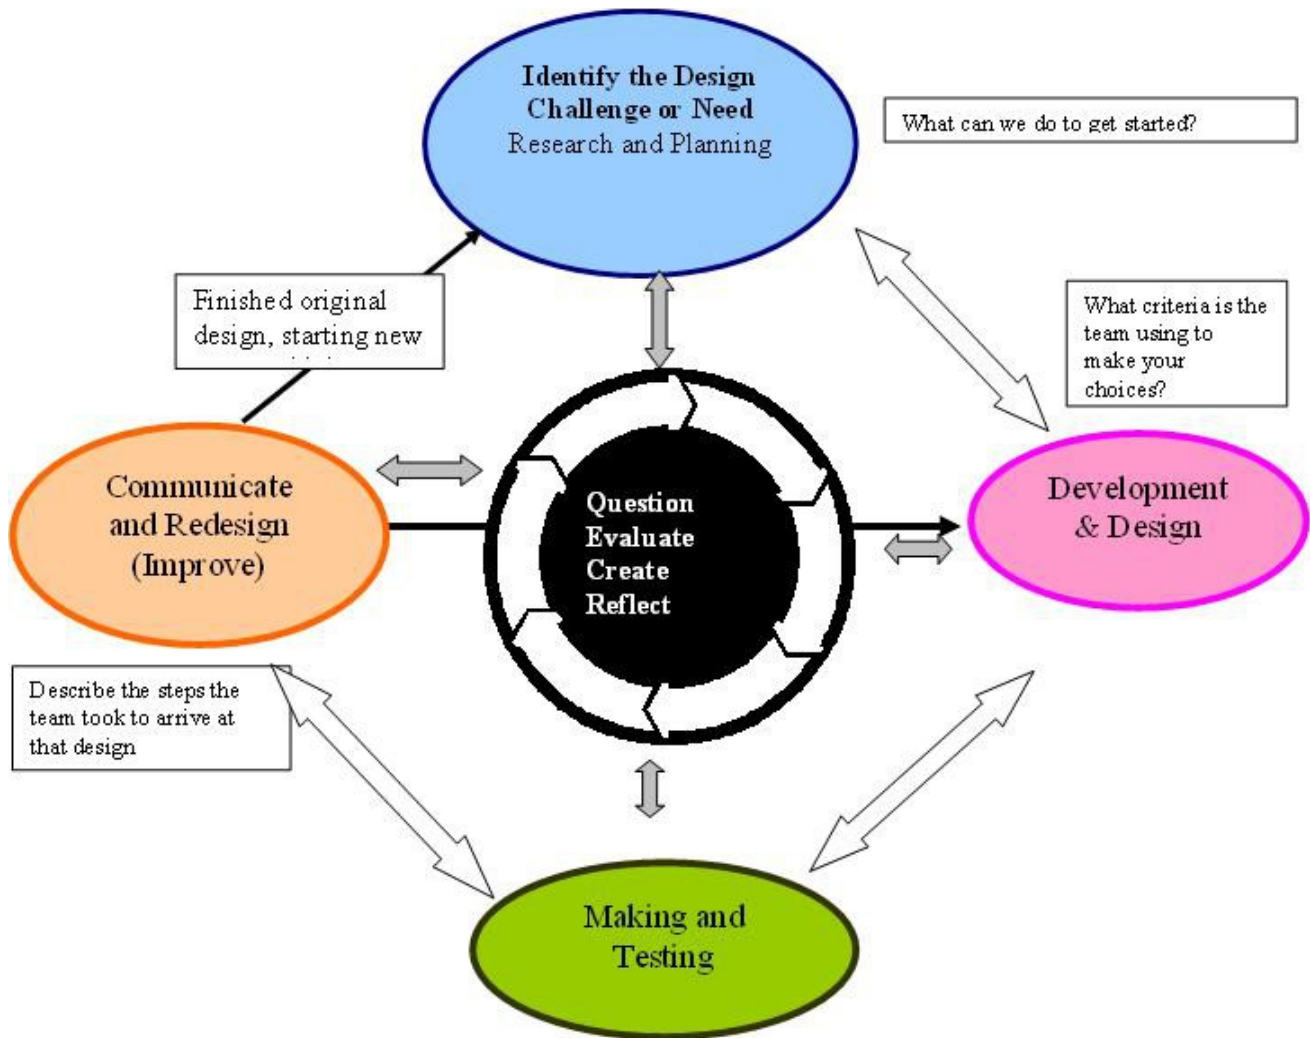 Identify the Design
Challenge or Need
Research and Planning
What can we do to get started?
Finished original
design, starting new
What criteria is the
team using to
make your
choices?
Communicate
and Redesign
(Improve)
Question
Evaluate
Create
Reflect
Development
& Design
Describe the steps the
team took to arrive at
that design
Making and
Testing